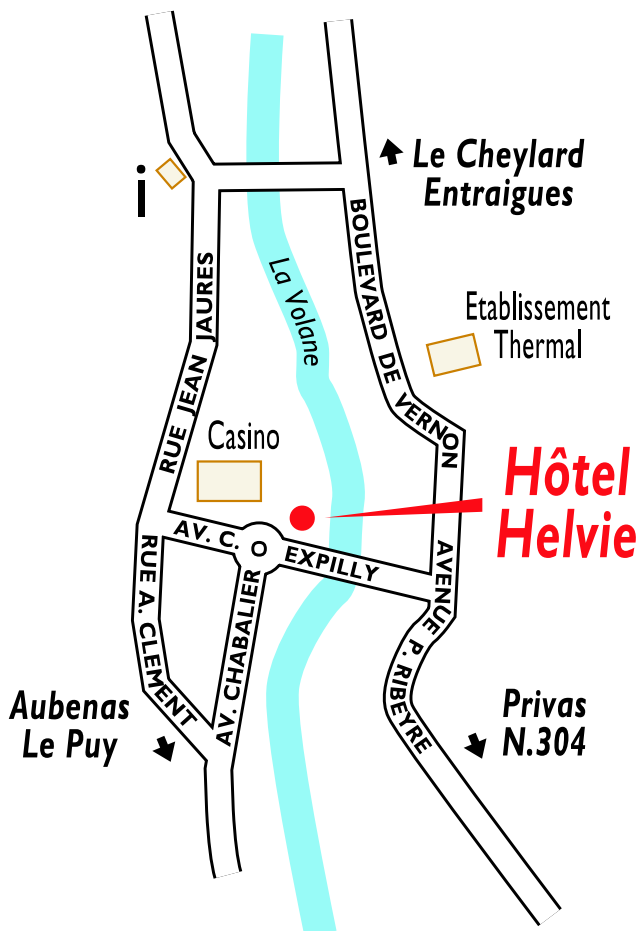 Le Cheylard
Entraigues
i
BOULEVARD DE VERNON
La Volane
RUE JEAN JAURES
Etablissement
Thermal
Casino
Hôtel
Helvie
AV. C. EXPILLY
AVENUE P. RIBEYRE
RUE A. CLEMENT
AV. CHABALIER
Aubenas
Le Puy
Privas
N.304